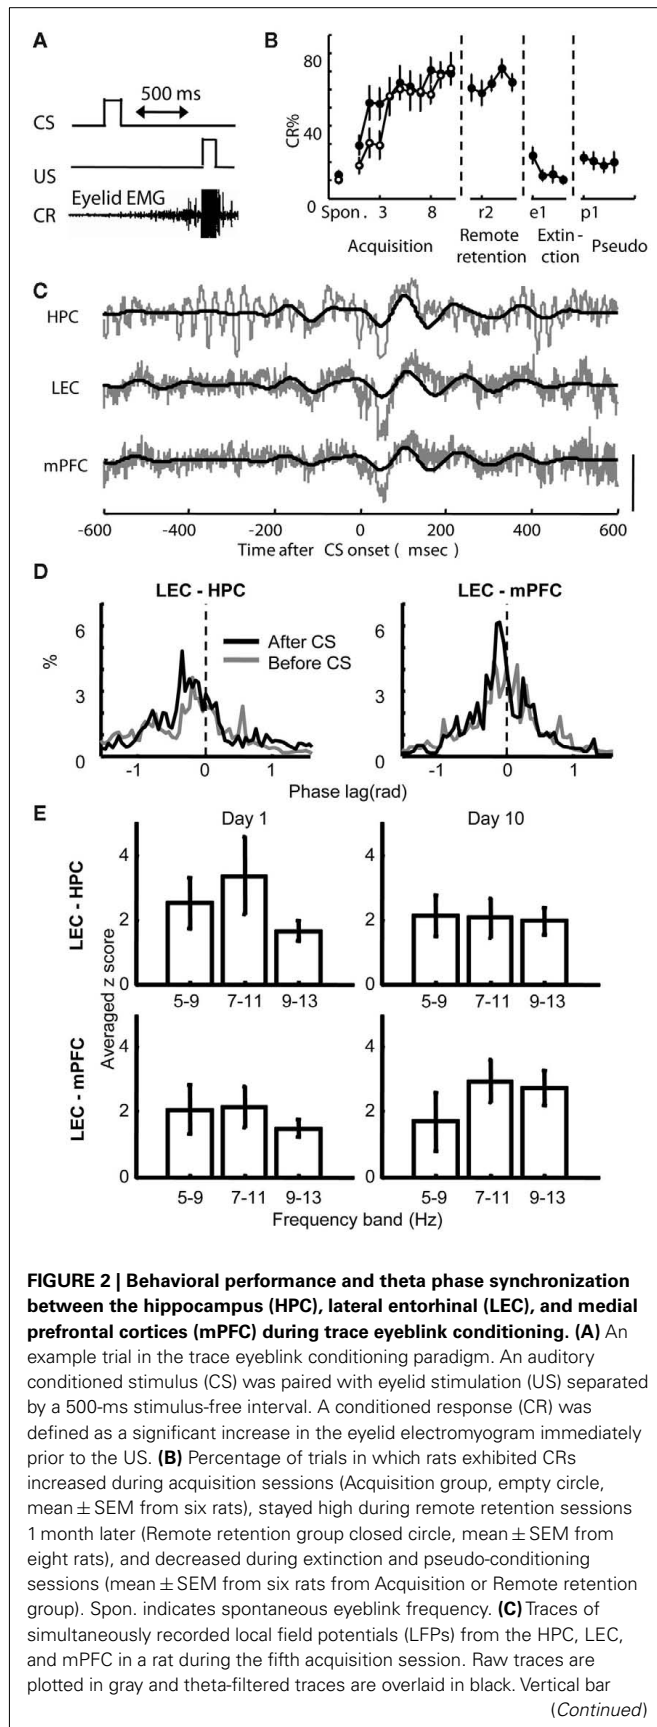 A
500 ms
CS
US
Eyelid EMG
CR
B
80
40
0
CR%
Spon. 3 8 r2 e1 p1
Acquisition
Remote
retention
Extin-
ction
Pseudo
C
HPC
LEC
mPFC
-600 -400 -200 0 200 400 600
Time after CS onset ( msec )
D
LEC - HPC LEC - mPFC
After CS
Before CS
%
6 6
3 3
0 0
-1 0 1 -1 0 1
Phase lag(rad)
E
Day 1 Day 10
LEC - HPC
4 4
2 2
0 0
5-9 7-11 9-13 5-9 7-11 9-13
Averaged z score
LEC - mPFC
4 4
2 2
0 0
5-9 7-11 9-13 5-9 7-11 9-13
Frequency band (Hz)
FIGURE 2 | Behavioral performance and theta phase synchronization
between the hippocampus (HPC), lateral entorhinal (LEC), and medial
prefrontal cortices (mPFC) during trace eyeblink conditioning. (A) An
example trial in the trace eyeblink conditioning paradigm. An auditory
conditioned stimulus (CS) was paired with eyelid stimulation (US) separated
by a 500-ms stimulus-free interval. A conditioned response (CR) was
defined as a significant increase in the eyelid electromyogram immediately
prior to the US. (B) Percentage of trials in which rats exhibited CRs
increased during acquisition sessions (Acquisition group, empty circle,
mean ± SEM from six rats), stayed high during remote retention sessions
1 month later (Remote retention group closed circle, mean ± SEM from
eight rats), and decreased during extinction and pseudo-conditioning
sessions (mean ± SEM from six rats from Acquisition or Remote retention
group). Spon. indicates spontaneous eyeblink frequency. (C) Traces of
simultaneously recorded local field potentials (LFPs) from the HPC, LEC,
and mPFC in a rat during the fifth acquisition session. Raw traces are
plotted in gray and theta-filtered traces are overlaid in black. Vertical bar
(Continued)